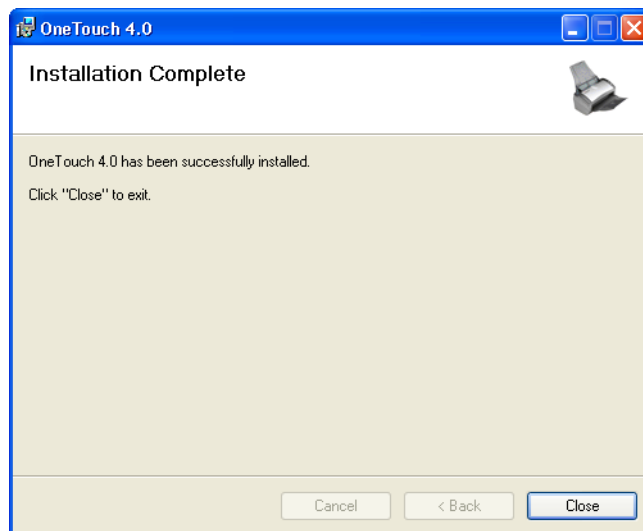 OneTouch 4.0
Installation Complete
OneTouch 4.0 has been successfully installed.
Click "Close" to exit.
Cancel
< Back
Close